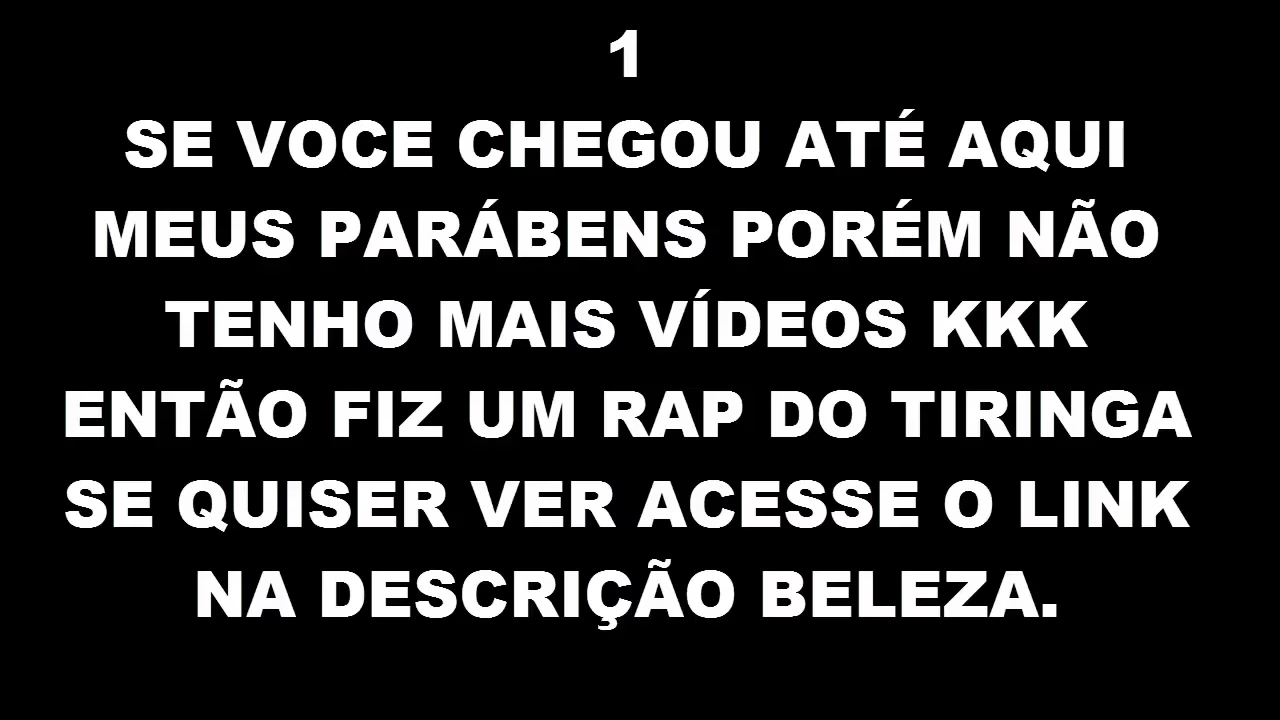 1
SE VOCE CHEGOU ATÉ AQUI
MEUS PARÁBENS PORÉM NÃO
TENHO MAIS VÍDEOS KKK
ENTÃO FIZ UM RAP DO TIRINGA
SE QUISER VER ACESSE O LINK
NA DESCRIÇÃO BELEZA.